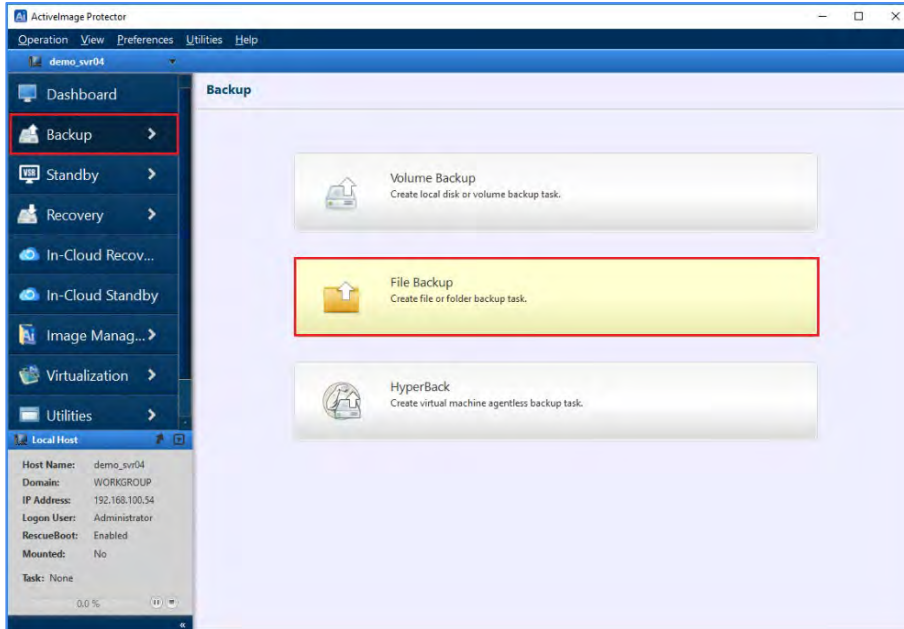 Ai ActiveImage Protector
Operation View Preferences Utilities Help
demo_svr04
Dashboard
Backup
Standby
Recovery
In-Cloud Recov...
In-Cloud Standby
Image Manag...
Virtualization
Utilities
Local Host
Host Name: demo_svr04
Domain: WORKGROUP
IP Address: 192.168.100.54
Logon User: Administrator
RescueBoot: Enabled
Mounted: No
Task: None
0.0 %
Backup
Volume Backup
Create local disk or volume backup task.
File Backup
Create file or folder backup task.
HyperBack
Create virtual machine agentless backup task.